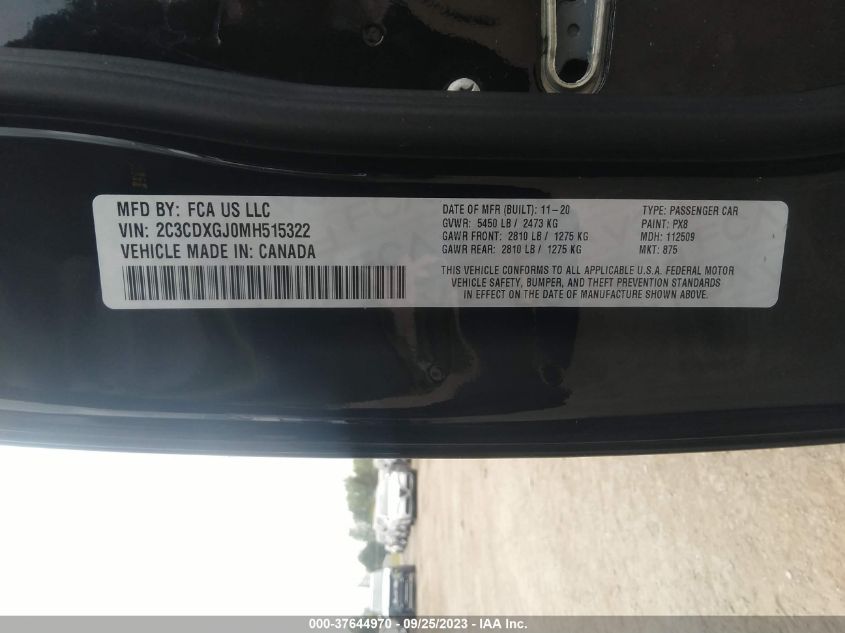 MFD BY: FCA US LLC
VIN: 2C3CDXGJ0MH515322
VEHICLE MADE IN: CANADA
DATE OF MFR (BUILT): 11-20
GVWR: 5450 LB / 2473 KG
GAWR FRONT: 2810 LB / 1275 KG
GAWR REAR: 2810 LB / 1275 KG
TYPE: PASSENGER CAR
PAINT: PX8
MDH: 112509
MKT: 875
THIS VEHICLE CONFORMS TO ALL APPLICABLE U.S.A. FEDERAL MOTOR
VEHICLE SAFETY, BUMPER, AND THEFT PREVENTION STANDARDS
IN EFFECT ON THE DATE OF MANUFACTURE SHOWN ABOVE.
000-37644970 - 09/25/2023 - IAA Inc.